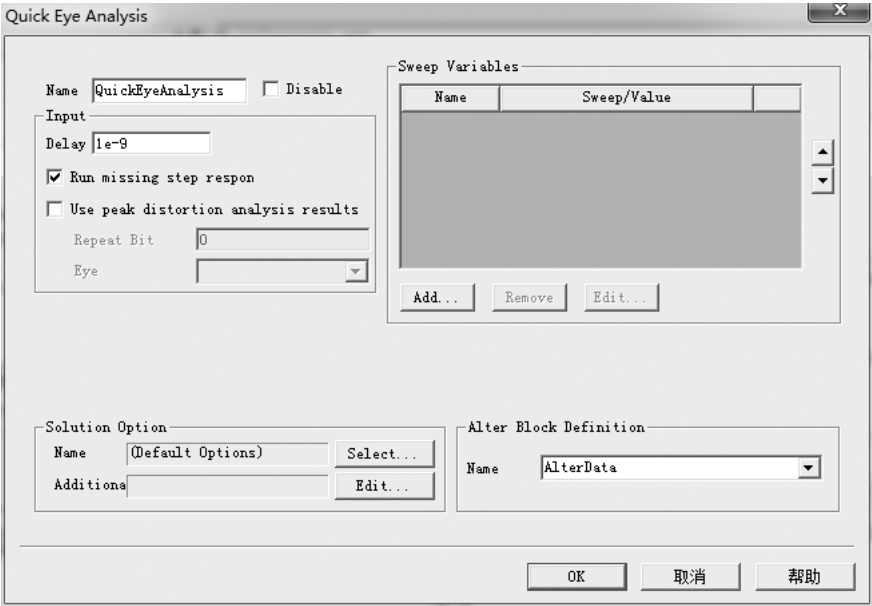 Quick Eye Analysis
Name QuickEyeAnalysis Disable
Input
Delay 1e-9
Run missing step respon
Use peak distortion analysis results
Repeat Bit 0
Eye
Sweep Variables
Name Sweep/Value
Add... Remove Edit...
Solution Option
Name (Default Options) Select...
Additiona Edit...
Alter Block Definition
Name AlterData
OK 取消 帮助